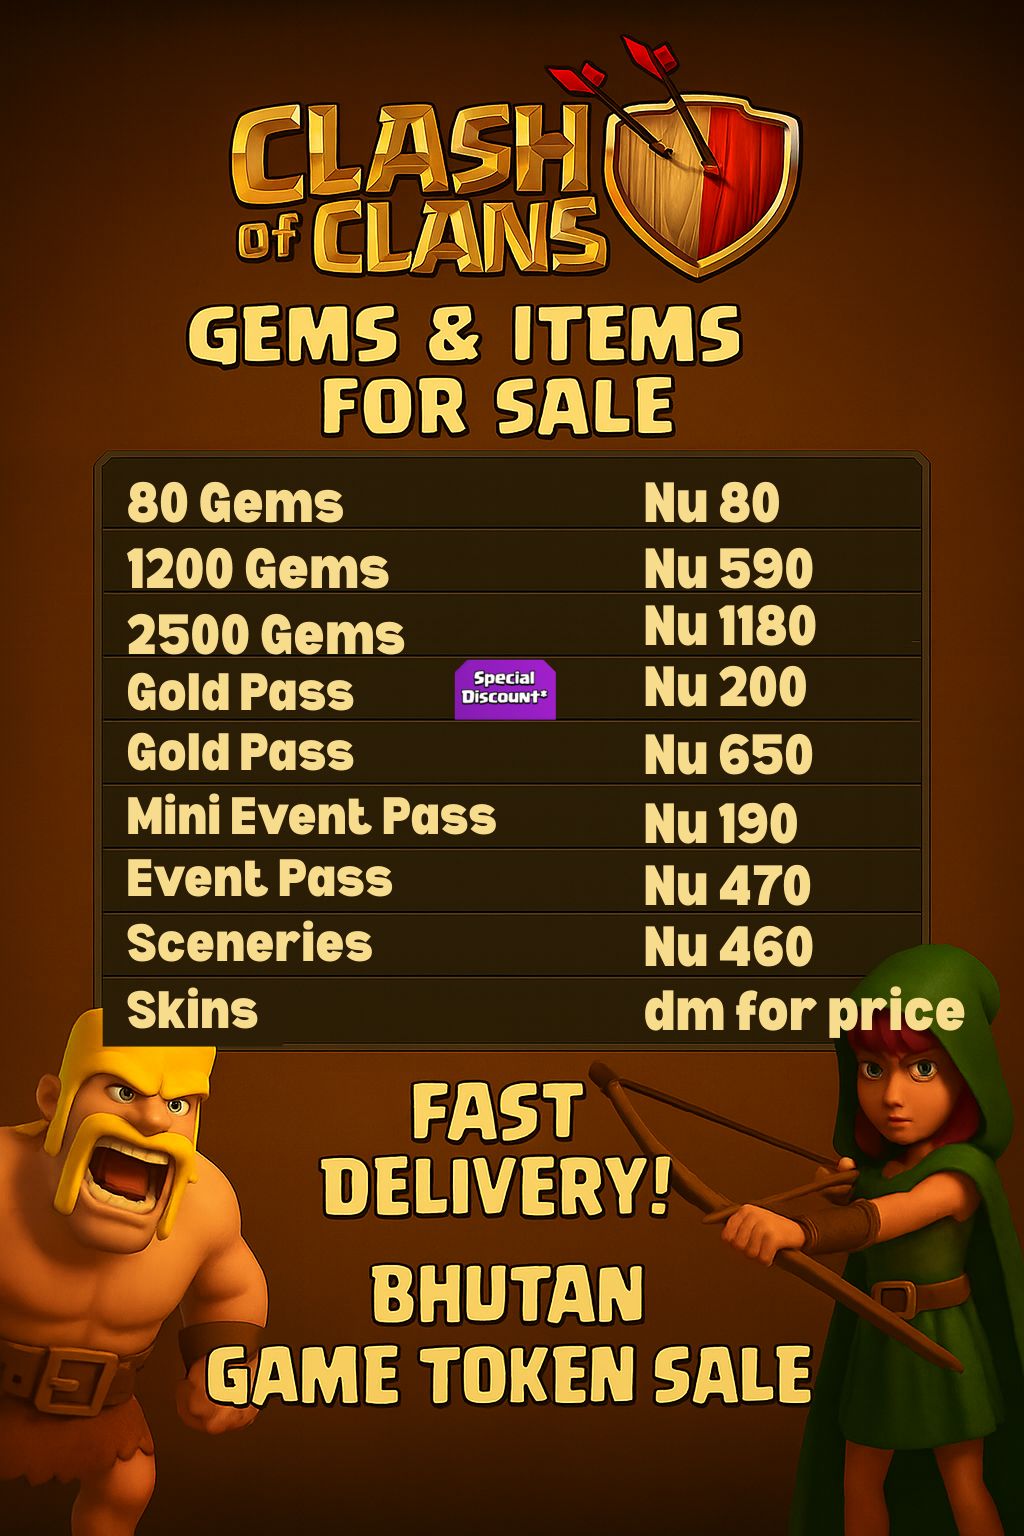 CLASH
of CLANS
GEMS & ITEMS
FOR SALE
80 Gems Nu 80
1200 Gems Nu 590
2500 Gems Nu 1180
Gold Pass Special Discount* Nu 200
Gold Pass Nu 650
Mini Event Pass Nu 190
Event Pass Nu 470
Sceneries Nu 460
Skins dm for price
FAST
DELIVERY!
BHUTAN
GAME TOKEN SALE